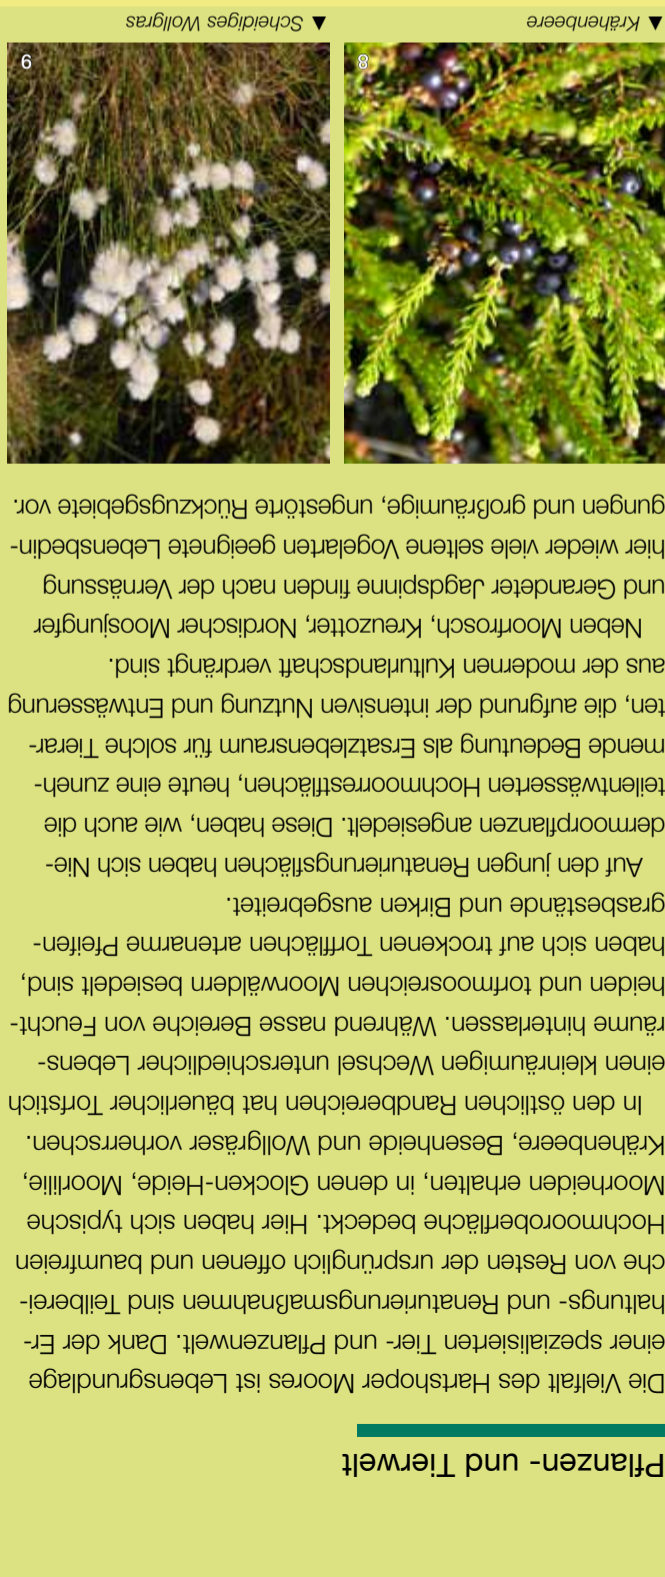 Pflanzen- und Tierwelt
Die Vielfalt des Hartshoper Moores ist Lebensgrundlage
einer spezialisierten Tier- und Pflanzenwelt. Dank der Er-
haltungs- und Renaturierungsmaßnahmen sind Teilberei-
che von Resten der ursprünglich offenen und baumfreien
Hochmooroberfläche bedeckt. Hier haben sich typische
Moorheiden erhalten, in denen Glocken-Heide, Moorlilie,
Krähenbeere, Besenheide und Wollgräser vorherrschen.
In den östlichen Randbereichen hat bäuerlicher Torfstich
einen kleinräumigen Wechsel unterschiedlicher Lebens-
räume hinterlassen. Während nasse Bereiche von Feucht-
heiden und torfmoosreichen Moorwäldern besiedelt sind,
haben sich auf trockenen Torfflächen artenarme Pfeifen-
grasbestände und Birken ausgebreitet.
Auf den jungen Renaturierungsflächen haben sich Nie-
dermoorpflanzen angesiedelt. Diese haben, wie auch die
teilentwässerten Hochmoorrestflächen, heute eine zuneh-
mende Bedeutung als Ersatzlebensraum für solche Tierar-
ten, die aufgrund der intensiven Nutzung und Entwässerung
aus der modernen Kulturlandschaft verdrängt sind.
Neben Moorfrosch, Kreuzotter, Nordischer Moosjungfer
und Gerandeter Jagdspinne finden nach der Vernässung
hier wieder viele seltene Vogelarten geeignete Lebensbedin-
gungen und großräumige, ungestörte Rückzugsgebiete vor.
8
9
▲ Krähenbeere
▲ Scheidiges Wollgras